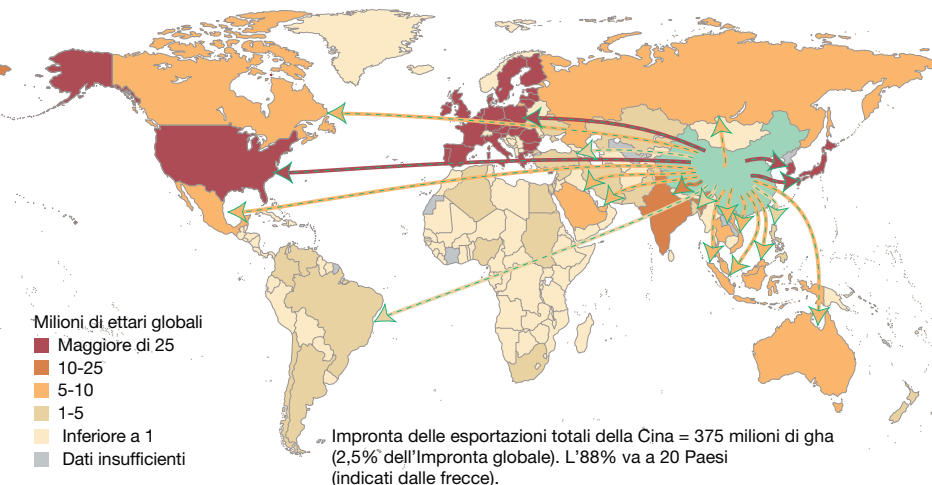 Milioni di ettari globali
Maggiore di 25
10-25
5-10
1-5
Inferiore a 1
Dati insufficienti
Impronta delle esportazioni totali della Cina = 375 milioni di gha
(2,5% dell'Impronta globale). L'88% va a 20 Paesi
(indicati dalle frecce).